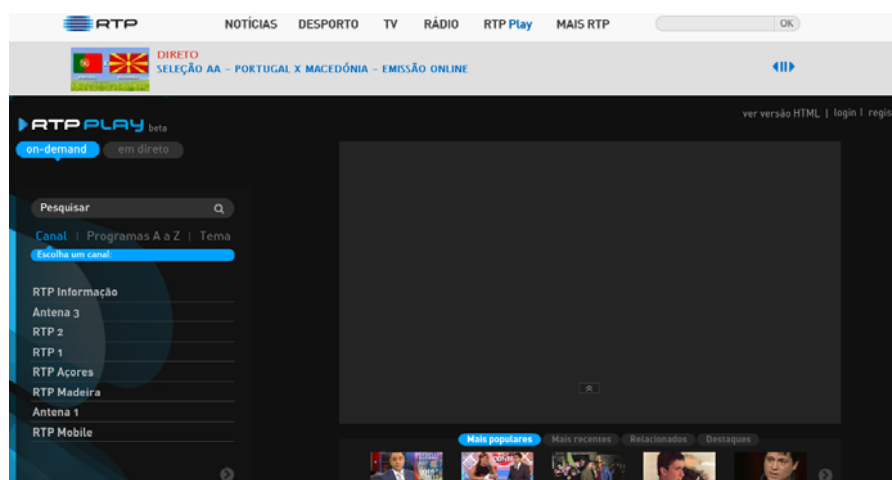 RTP NOTÍCIAS DESPORTO TV RÁDIO RTP Play MAIS RTP OK
DIRETO
SELEÇÃO AA - PORTUGAL X MACEDÓNIA - EMISSÃO ONLINE
ver versão HTML | login | regis
RTP PLAY beta
on-demand em direto
Pesquisar
Canal | Programas A a Z | Tema
Escolha um canal:
RTP Informação
Antena 3
RTP 2
RTP 1
RTP Açores
RTP Madeira
Antena 1
RTP Mobile
Mais populares Mais recentes Relacionados Destaques